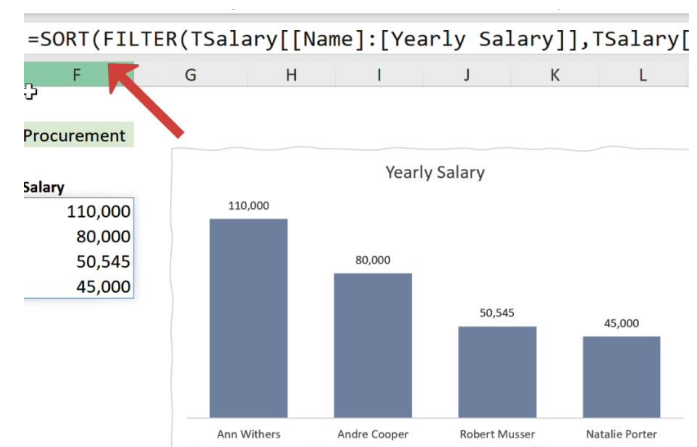 =SORT(FILTER(TSalary[[Name]:[Yearly Salary]],TSalary[
F G H I J K L
Procurement
Yearly Salary
Salary
110,000
80,000
50,545
45,000
110,000
80,000
50,545
45,000
Ann Withers Andre Cooper Robert Musser Natalie Porter